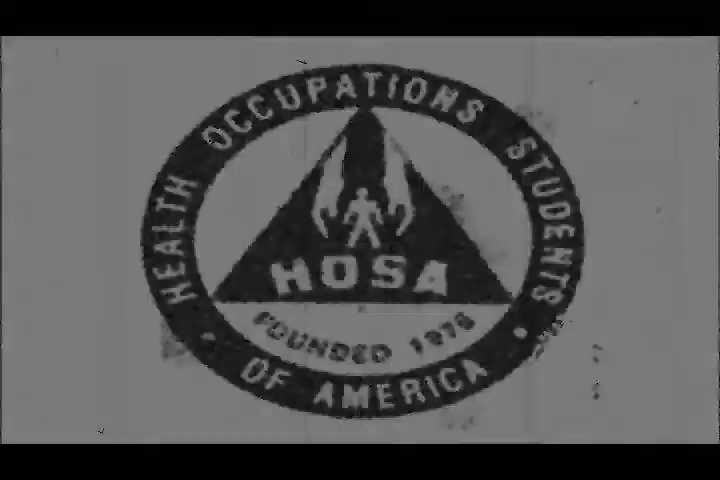 HEALTH OCCUPATIONS STUDENTS
HOSA
FOUNDED 1976
OF AMERICA